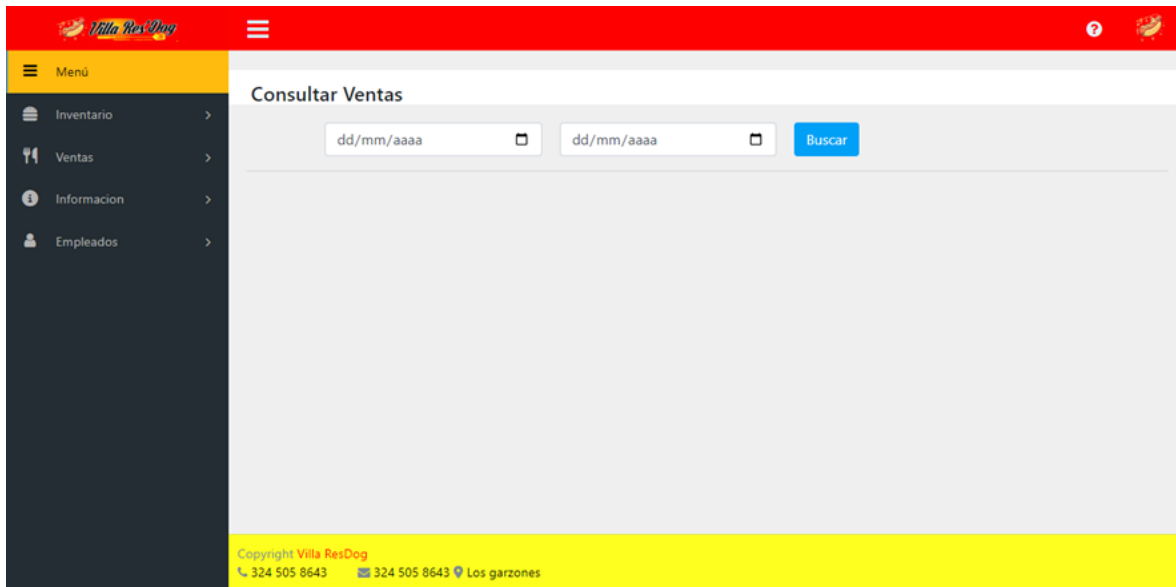 Villa Res'Dog
Menú
Inventario
Ventas
Informacion
Empleados
Consultar Ventas
dd/mm/aaaa dd/mm/aaaa Buscar
Copyright Villa ResDog
324 505 8643 324 505 8643 Los garzones